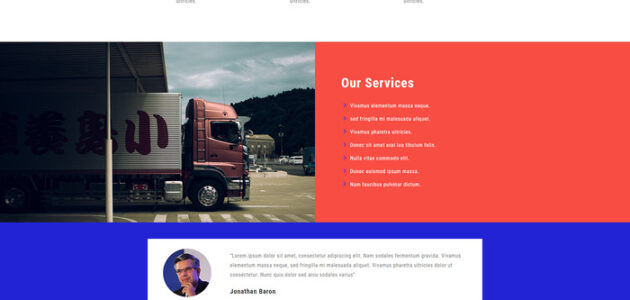 ultricies.
ultricies.
ultricies.
Our Services
Vivamus elementum massa neque.
sed fringilla mi malesuada aliquet.
Vivamus pharetra ultricies.
Donec sit amet orci leo tibulum felis.
Nulla vitae commodo elit.
Donec euismod ipsum massa.
Nam faucibus pulvinar dictum.
"Lorem ipsum dolor sit amet, consectetur adipiscing elit. Nam sodales fermentum gravida. Vivamus
elementum massa neque, sed fringilla mi malesuada aliquet. Vivamus pharetra ultricies dolor ut
consectetur. Nunc quis dolor sed arcu sodales varius"
Jonathan Baron